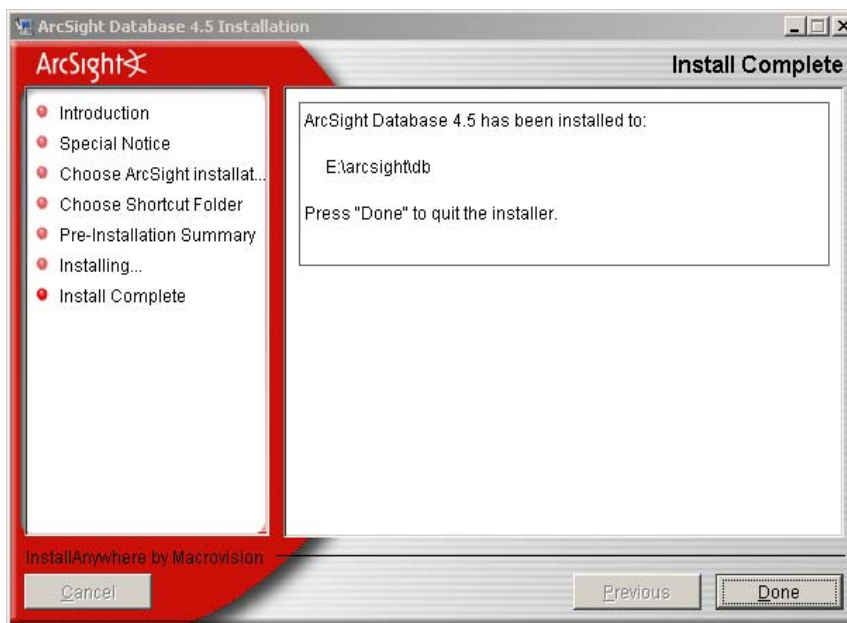 ArcSight Database 4.5 Installation
ArcSight
Install Complete
Introduction
Special Notice
Choose ArcSight installat...
Choose Shortcut Folder
Pre-Installation Summary
Installing...
Install Complete
ArcSight Database 4.5 has been installed to:
E:\arcsight\db
Press "Done" to quit the installer.
InstallAnywhere by Macrovision
Cancel
Previous
Done